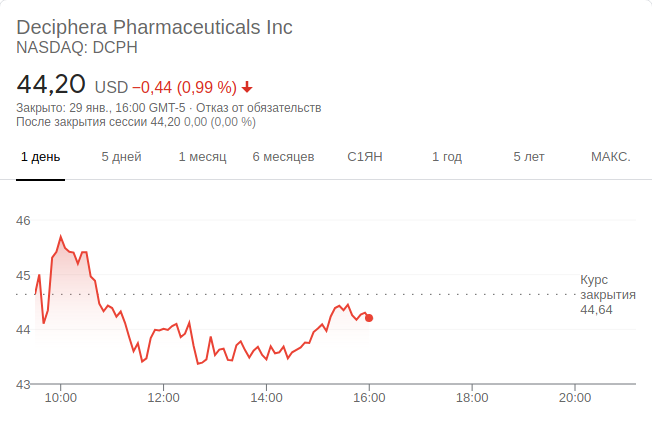 Deciphera Pharmaceuticals Inc
NASDAQ: DCPH
44,20 USD −0,44 (0,99 %)
Закрыто: 29 янв., 16:00 GMT-5 · Отказ от обязательств
После закрытия сессии 44,20 0,00 (0,00 %)
1 день 5 дней 1 месяц 6 месяцев С1ЯН 1 год 5 лет МАКС.
46
45
44
43
Курс
закрытия
44,64
10:00 12:00 14:00 16:00 18:00 20:00